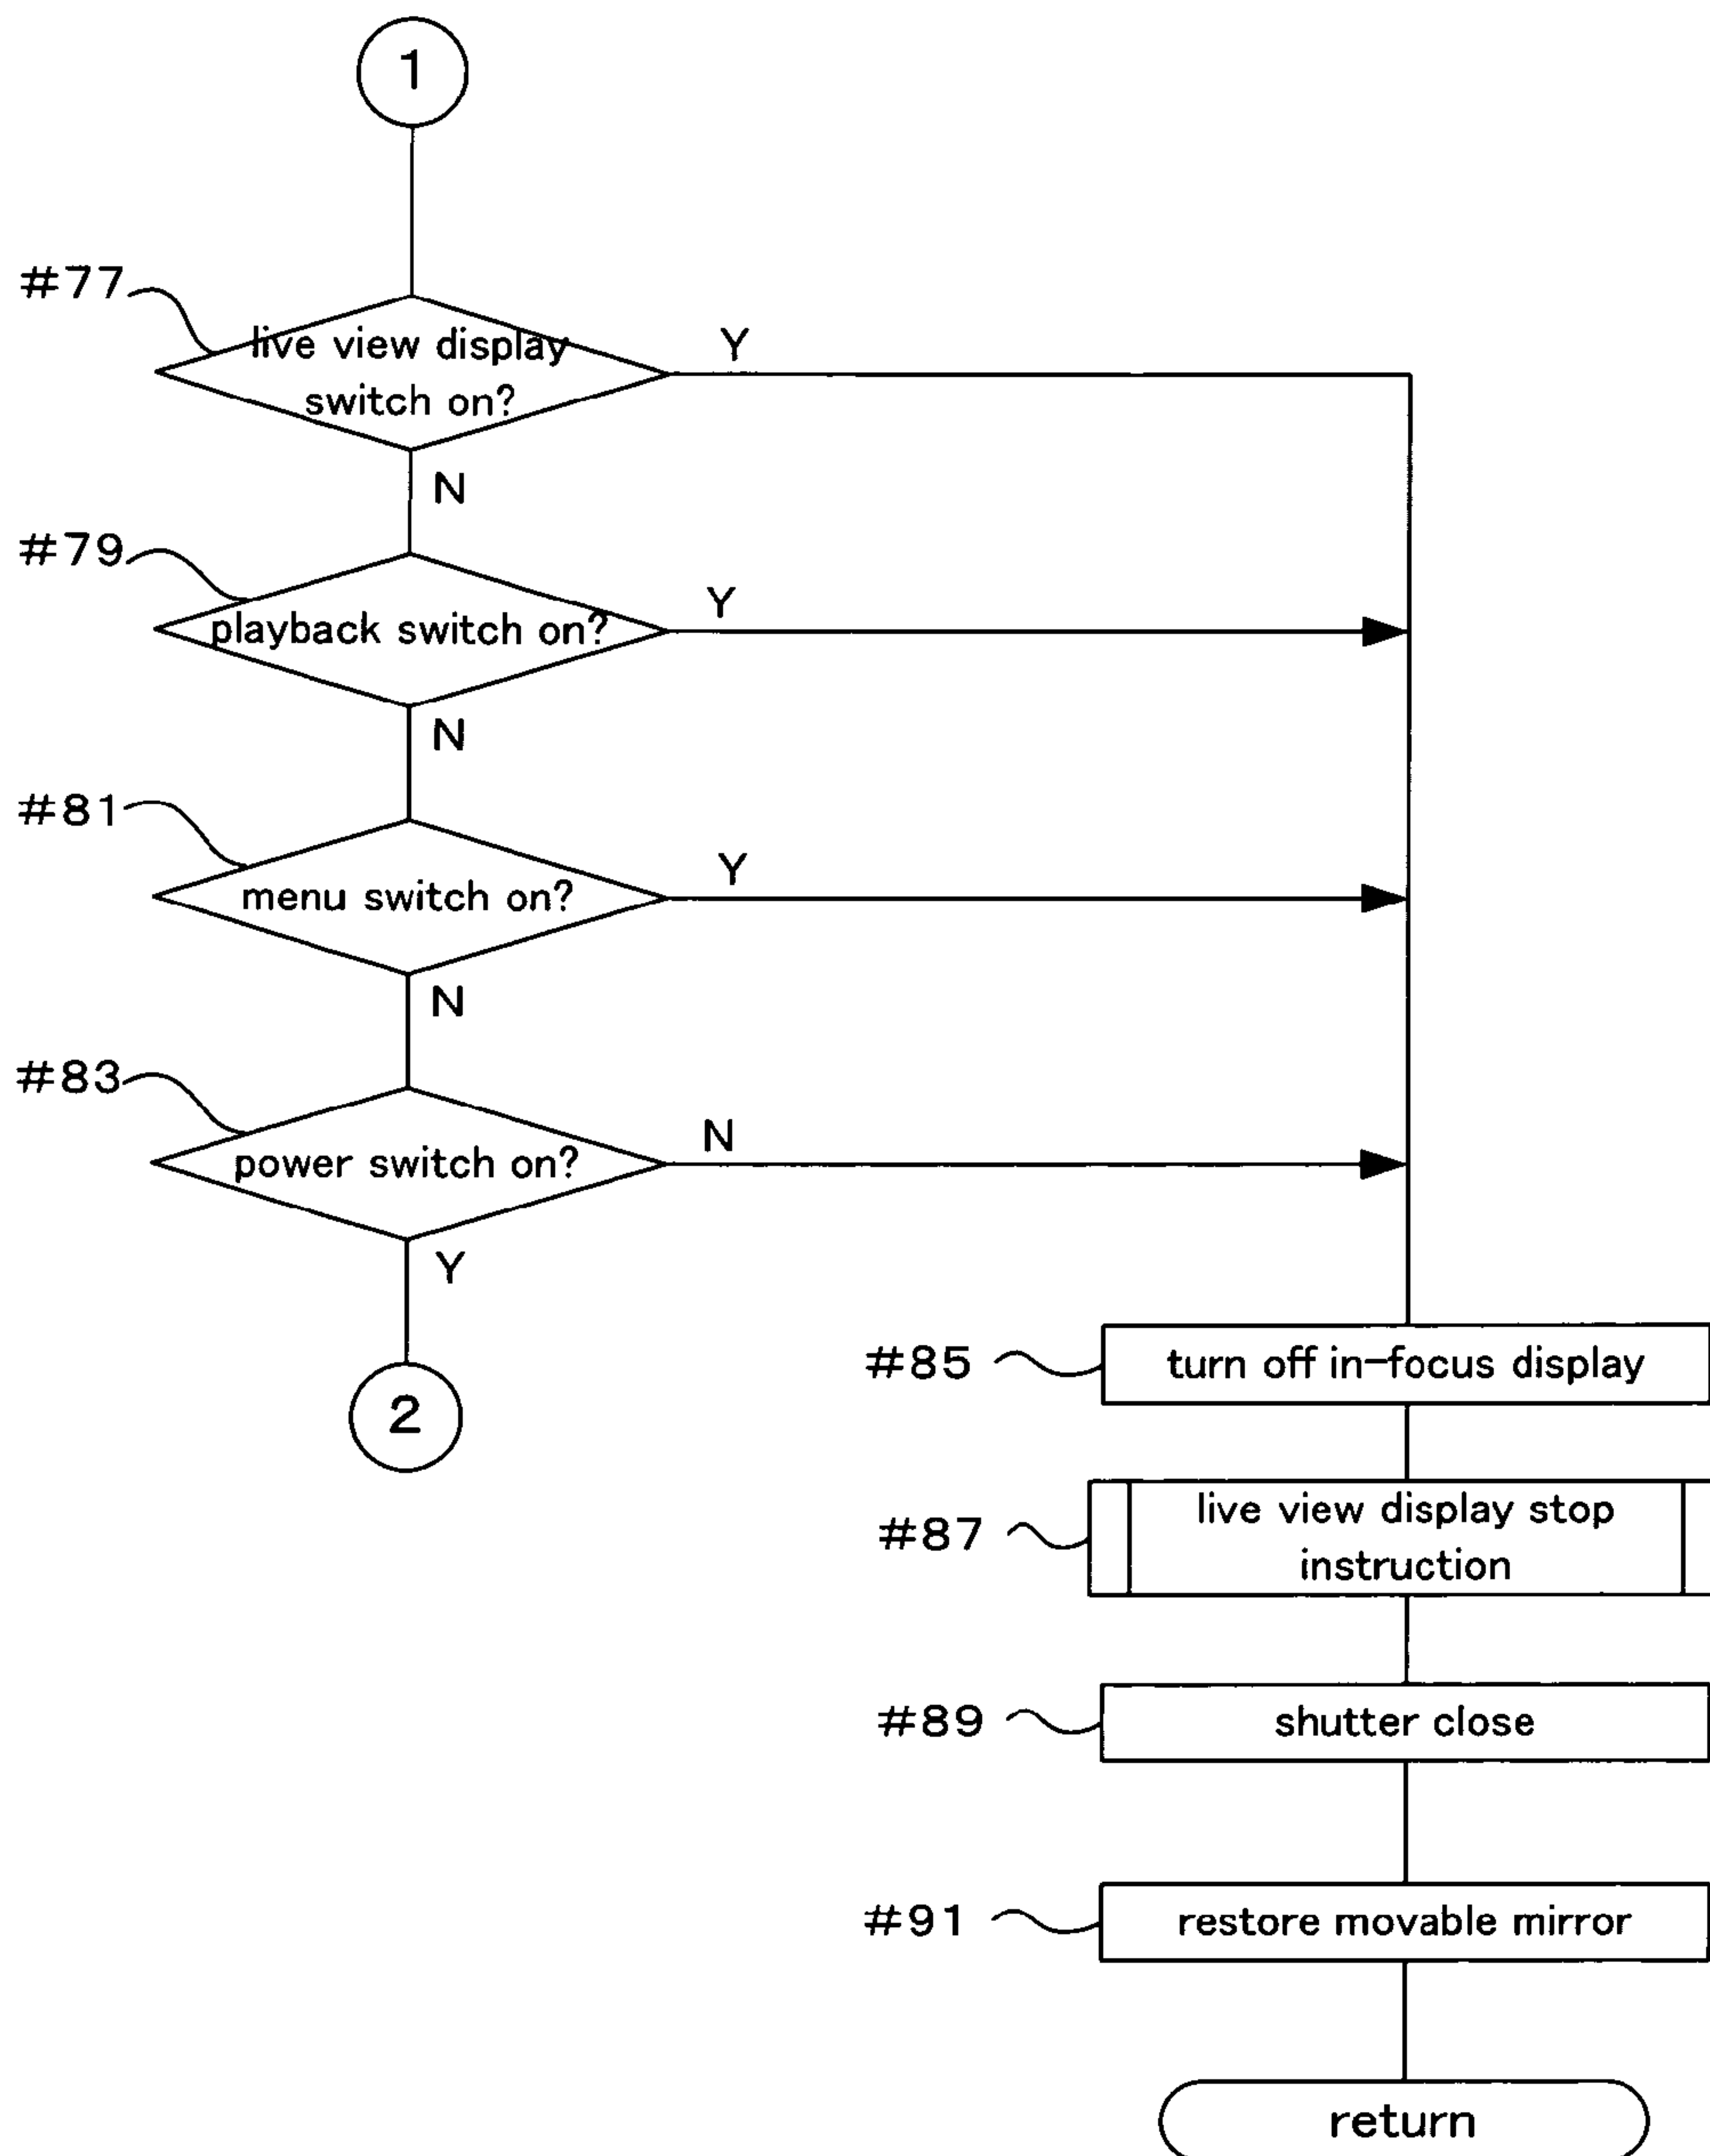 1
#77
live view display
switch on?
Y
N
#79
playback switch on?
Y
N
#81
menu switch on?
Y
N
#83
power switch on?
N
Y
2
#85
turn off in-focus display
#87
live view display stop
instruction
#89
shutter close
#91
restore movable mirror
return